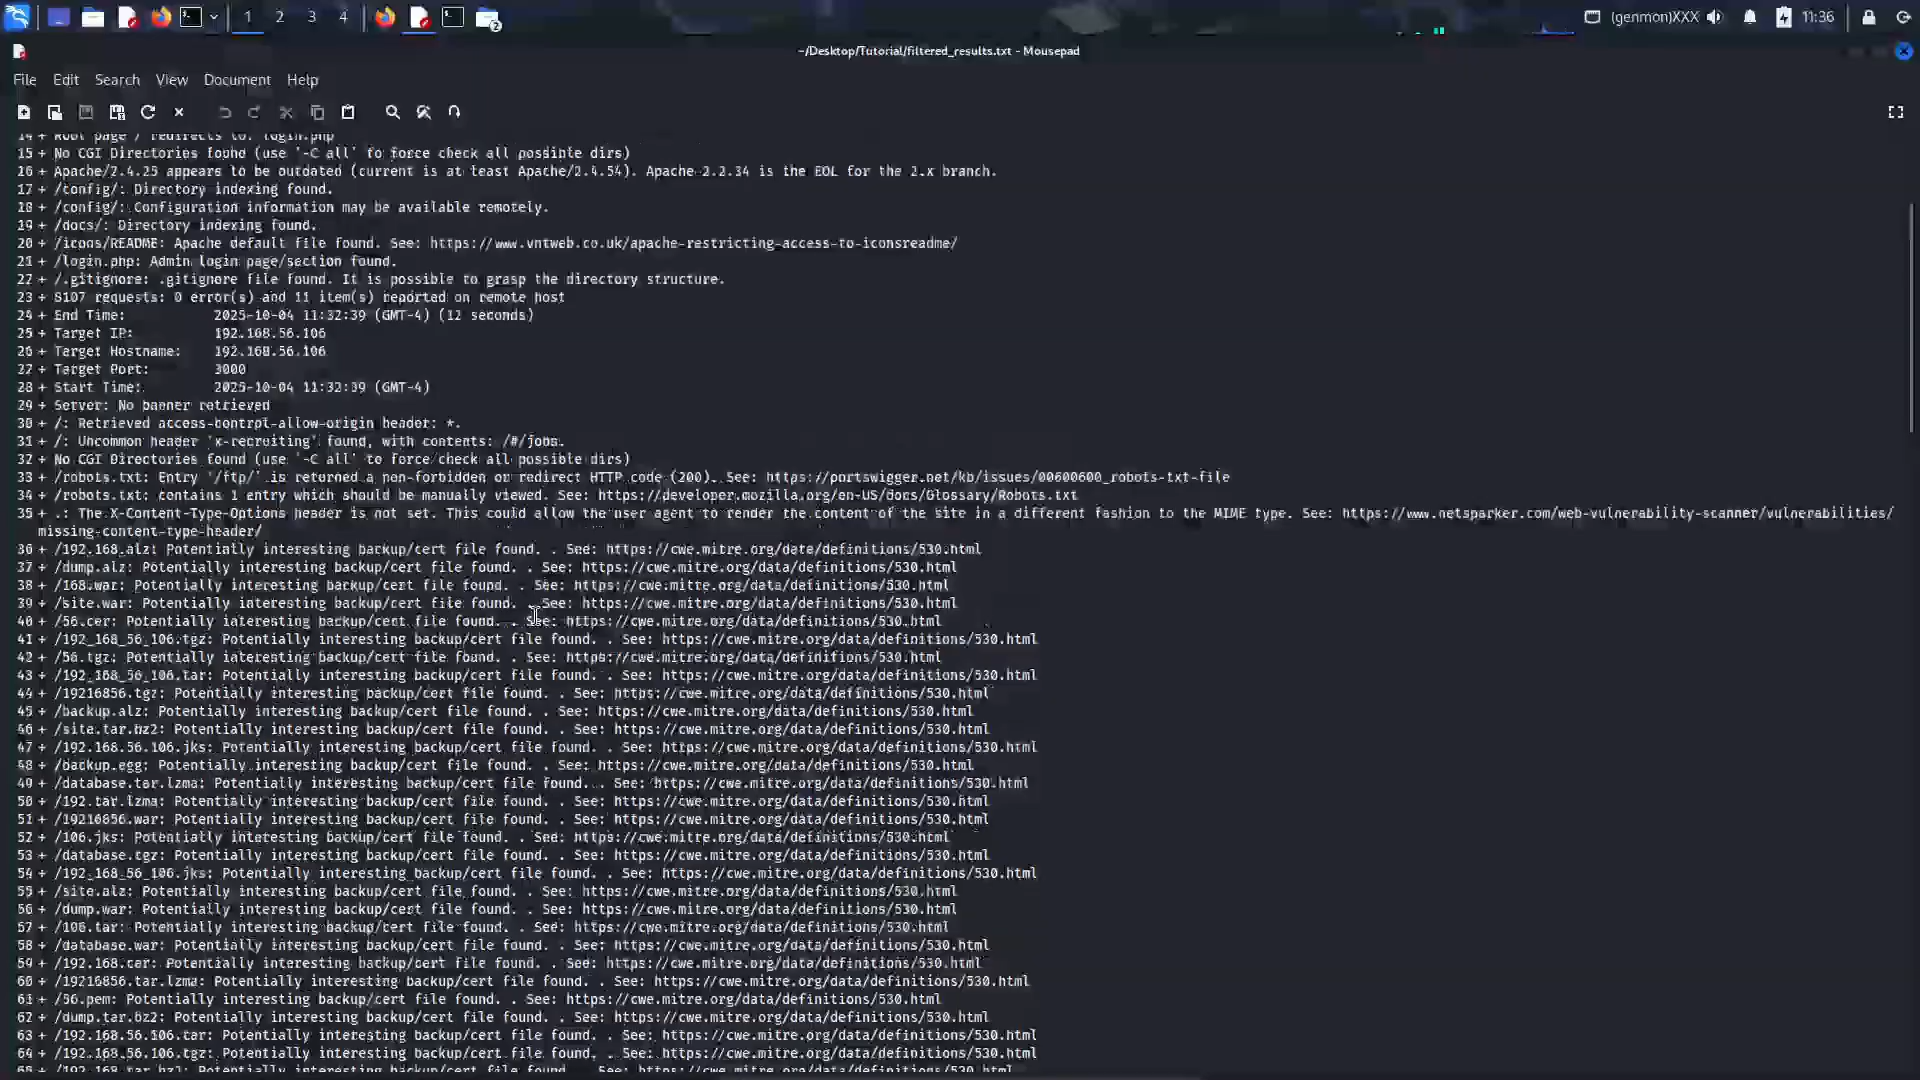 1 2 3 4 2 (genmon)XXX 11:36
~/Desktop/Tutorial/filtered_results.txt - Mousepad
File Edit Search View Document Help
14 + Root page / redirects to: login.php
15 + No CGI Directories found (use '-C all' to force check all possible dirs)
16 + Apache/2.4.25 appears to be outdated (current is at least Apache/2.4.54). Apache 2.2.34 is the EOL for the 2.x branch.
17 + /config/: Directory indexing found.
18 + /config/: Configuration information may be available remotely.
19 + /docs/: Directory indexing found.
20 + /icons/README: Apache default file found. See: https://www.vntweb.co.uk/apache-restricting-access-to-iconsreadme/
21 + /login.php: Admin login page/section found.
22 + /.gitignore: .gitignore file found. It is possible to grasp the directory structure.
23 + 8107 requests: 0 error(s) and 11 item(s) reported on remote host
24 + End Time: 2025-10-04 11:32:39 (GMT-4) (12 seconds)
25 + Target IP: 192.168.56.106
26 + Target Hostname: 192.168.56.106
27 + Target Port: 3000
28 + Start Time: 2025-10-04 11:32:39 (GMT-4)
29 + Server: No banner retrieved
30 + /: Retrieved access-control-allow-origin header: *.
31 + /: Uncommon header 'x-recruiting' found, with contents: /#/jobs.
32 + No CGI Directories found (use '-C all' to force check all possible dirs)
33 + /robots.txt: Entry '/ftp/' is returned a non-forbidden or redirect HTTP code (200). See: https://portswigger.net/kb/issues/00600600_robots-txt-file
34 + /robots.txt: contains 1 entry which should be manually viewed. See: https://developer.mozilla.org/en-US/docs/Glossary/Robots.txt
35 + .: The X-Content-Type-Options header is not set. This could allow the user agent to render the content of the site in a different fashion to the MIME type. See: https://www.netsparker.com/web-vulnerability-scanner/vulnerabilities/
missing-content-type-header/
36 + /192.168.alz: Potentially interesting backup/cert file found. . See: https://cwe.mitre.org/data/definitions/530.html
37 + /dump.alz: Potentially interesting backup/cert file found. . See: https://cwe.mitre.org/data/definitions/530.html
38 + /168.war: Potentially interesting backup/cert file found. . See: https://cwe.mitre.org/data/definitions/530.html
39 + /site.war: Potentially interesting backup/cert file found. . See: https://cwe.mitre.org/data/definitions/530.html
40 + /56.cer: Potentially interesting backup/cert file found. . See: https://cwe.mitre.org/data/definitions/530.html
41 + /192_168_56_106.tgz: Potentially interesting backup/cert file found. . See: https://cwe.mitre.org/data/definitions/530.html
42 + /56.tgz: Potentially interesting backup/cert file found. . See: https://cwe.mitre.org/data/definitions/530.html
43 + /192_168_56_106.tar: Potentially interesting backup/cert file found. . See: https://cwe.mitre.org/data/definitions/530.html
44 + /19216856.tgz: Potentially interesting backup/cert file found. . See: https://cwe.mitre.org/data/definitions/530.html
45 + /backup.alz: Potentially interesting backup/cert file found. . See: https://cwe.mitre.org/data/definitions/530.html
46 + /site.tar.bz2: Potentially interesting backup/cert file found. . See: https://cwe.mitre.org/data/definitions/530.html
47 + /192.168.56.106.jks: Potentially interesting backup/cert file found. . See: https://cwe.mitre.org/data/definitions/530.html
48 + /backup.egg: Potentially interesting backup/cert file found. . See: https://cwe.mitre.org/data/definitions/530.html
49 + /database.tar.lzma: Potentially interesting backup/cert file found. . See: https://cwe.mitre.org/data/definitions/530.html
50 + /192.tar.lzma: Potentially interesting backup/cert file found. . See: https://cwe.mitre.org/data/definitions/530.html
51 + /19216856.war: Potentially interesting backup/cert file found. . See: https://cwe.mitre.org/data/definitions/530.html
52 + /106.jks: Potentially interesting backup/cert file found. . See: https://cwe.mitre.org/data/definitions/530.html
53 + /database.tgz: Potentially interesting backup/cert file found. . See: https://cwe.mitre.org/data/definitions/530.html
54 + /192_168_56_106.jks: Potentially interesting backup/cert file found. . See: https://cwe.mitre.org/data/definitions/530.html
55 + /site.alz: Potentially interesting backup/cert file found. . See: https://cwe.mitre.org/data/definitions/530.html
56 + /dump.war: Potentially interesting backup/cert file found. . See: https://cwe.mitre.org/data/definitions/530.html
57 + /106.tar: Potentially interesting backup/cert file found. . See: https://cwe.mitre.org/data/definitions/530.html
58 + /database.war: Potentially interesting backup/cert file found. . See: https://cwe.mitre.org/data/definitions/530.html
59 + /192.168.cer: Potentially interesting backup/cert file found. . See: https://cwe.mitre.org/data/definitions/530.html
60 + /19216856.tar.lzma: Potentially interesting backup/cert file found. . See: https://cwe.mitre.org/data/definitions/530.html
61 + /56.pem: Potentially interesting backup/cert file found. . See: https://cwe.mitre.org/data/definitions/530.html
62 + /dump.tar.bz2: Potentially interesting backup/cert file found. . See: https://cwe.mitre.org/data/definitions/530.html
63 + /192.168.56.106.tar: Potentially interesting backup/cert file found. . See: https://cwe.mitre.org/data/definitions/530.html
64 + /192.168.56.106.tgz: Potentially interesting backup/cert file found. . See: https://cwe.mitre.org/data/definitions/530.html
65 + /192.168.tar.bz2: Potentially interesting backup/cert file found. . See: https://cwe.mitre.org/data/definitions/530.html